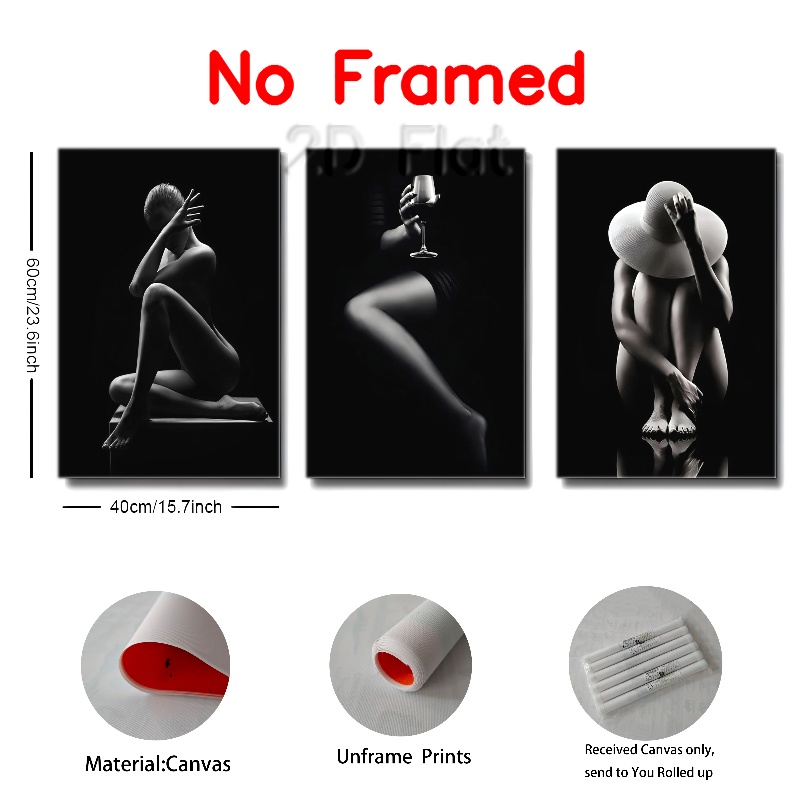 No Framed
2D Flat
60cm/23.6inch
40cm/15.7inch
Material:Canvas
Unframe Prints
Received Canvas only,
send to You Rolled up